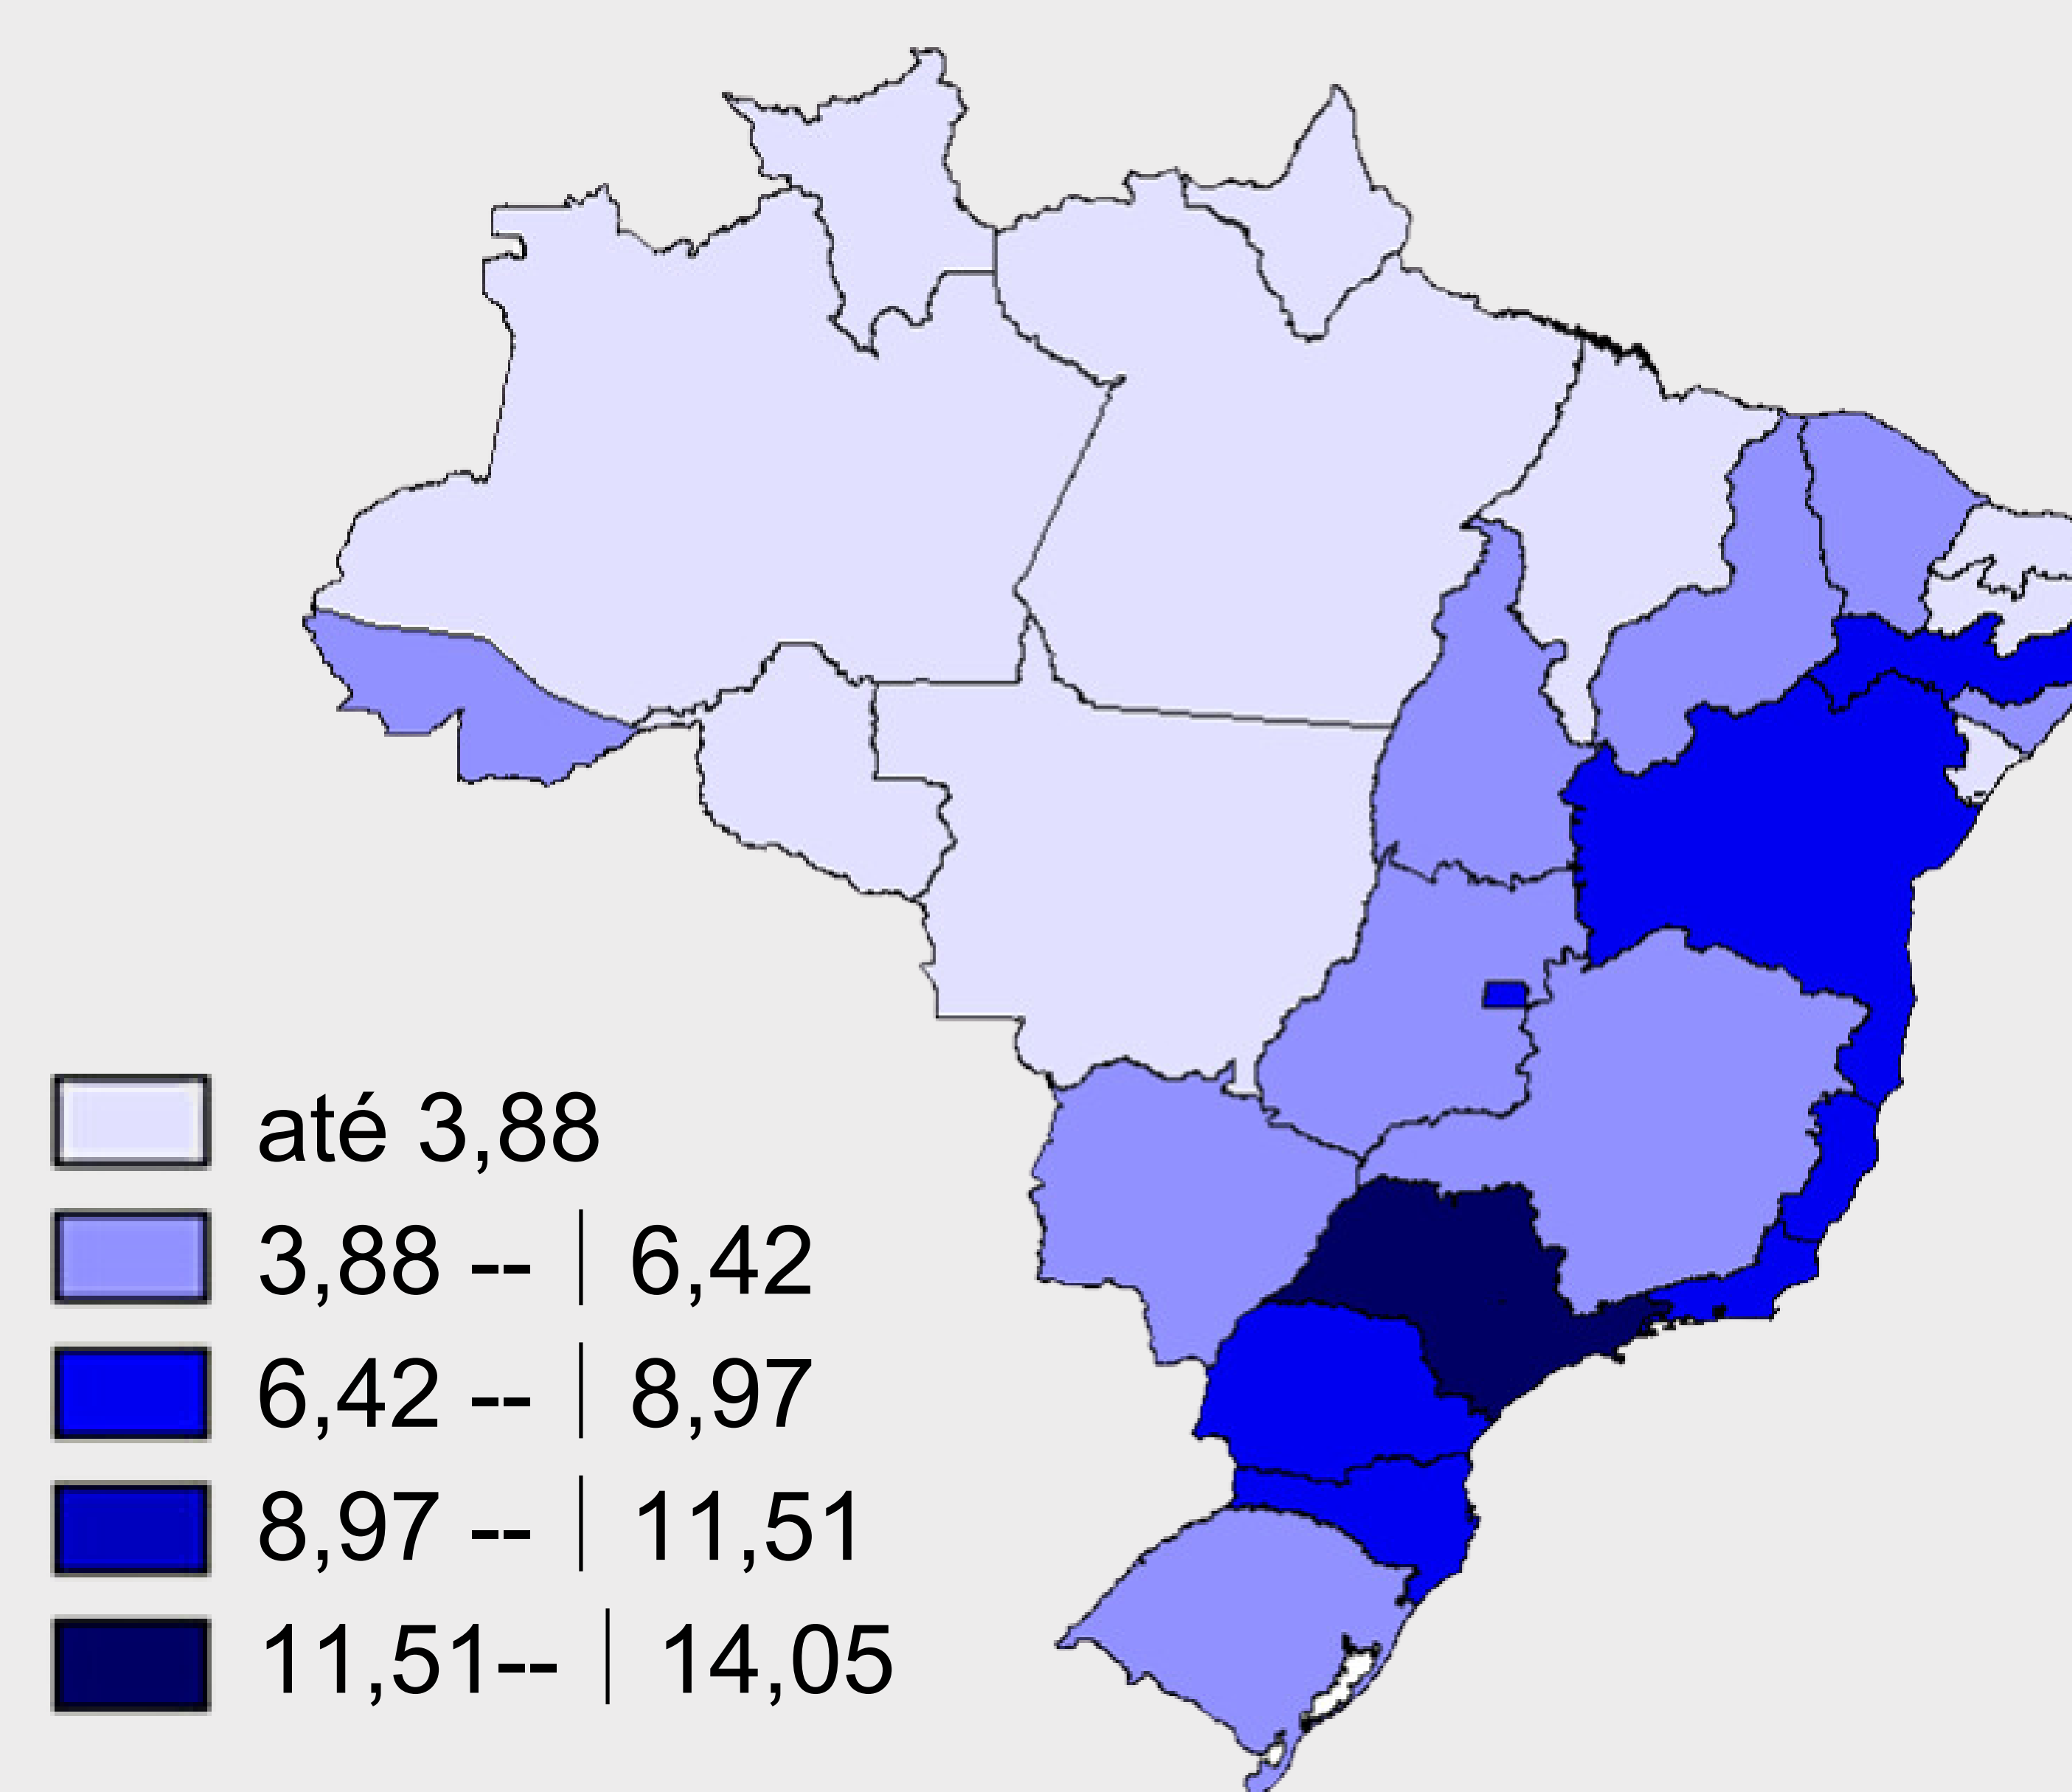 até 3,88
3,88 --| 6,42
6,42 --| 8,97
8,97 --| 11,51
11,51--| 14,05